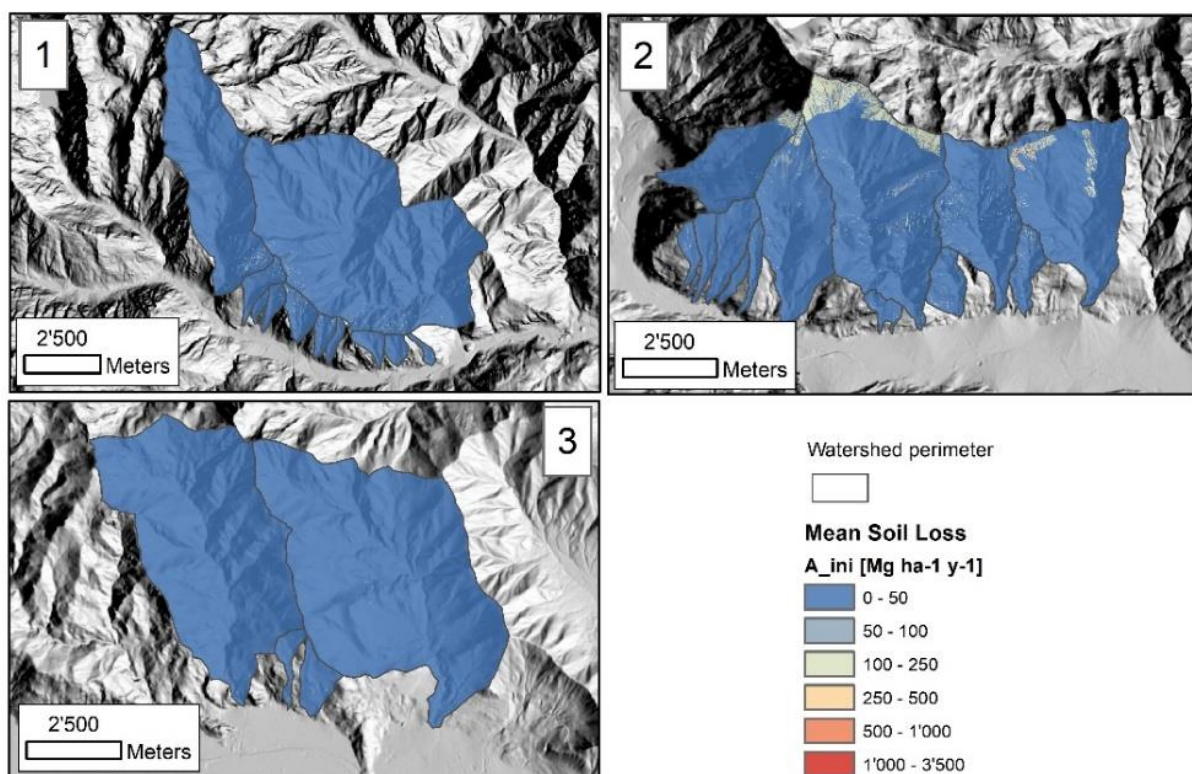 1
2'500
Meters
2
2'500
Meters
3
2'500
Meters
Watershed perimeter
Mean Soil Loss
A_ini [Mg ha-1 y-1]
0 - 50
50 - 100
100 - 250
250 - 500
500 - 1'000
1'000 - 3'500